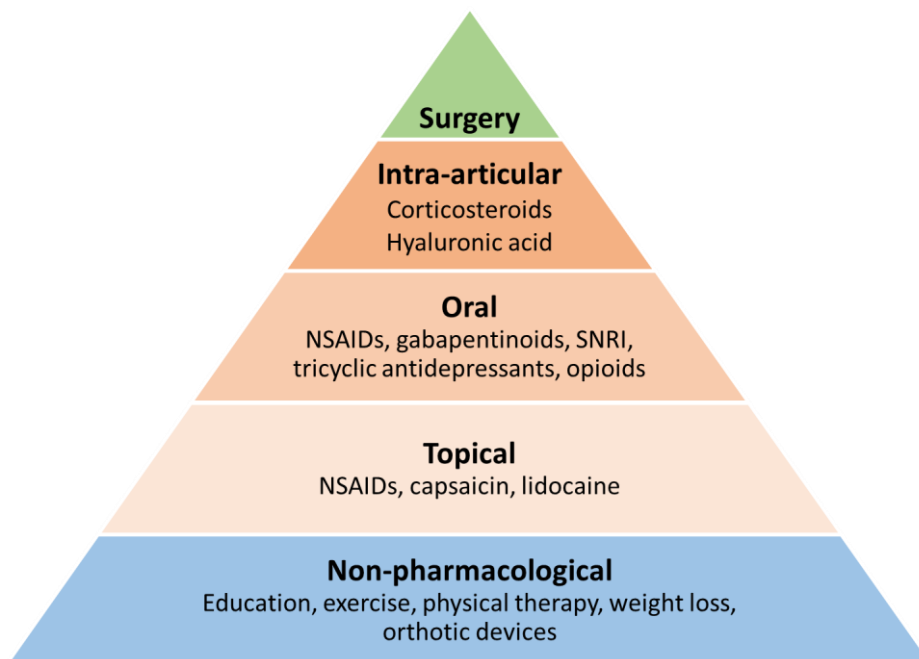 Surgery
Intra-articular
Corticosteroids
Hyaluronic acid
Oral
NSAIDs, gabapentinoids, SNRI,
tricyclic antidepressants, opioids
Topical
NSAIDs, capsaicin, lidocaine
Non-pharmacological
Education, exercise, physical therapy, weight loss,
orthotic devices